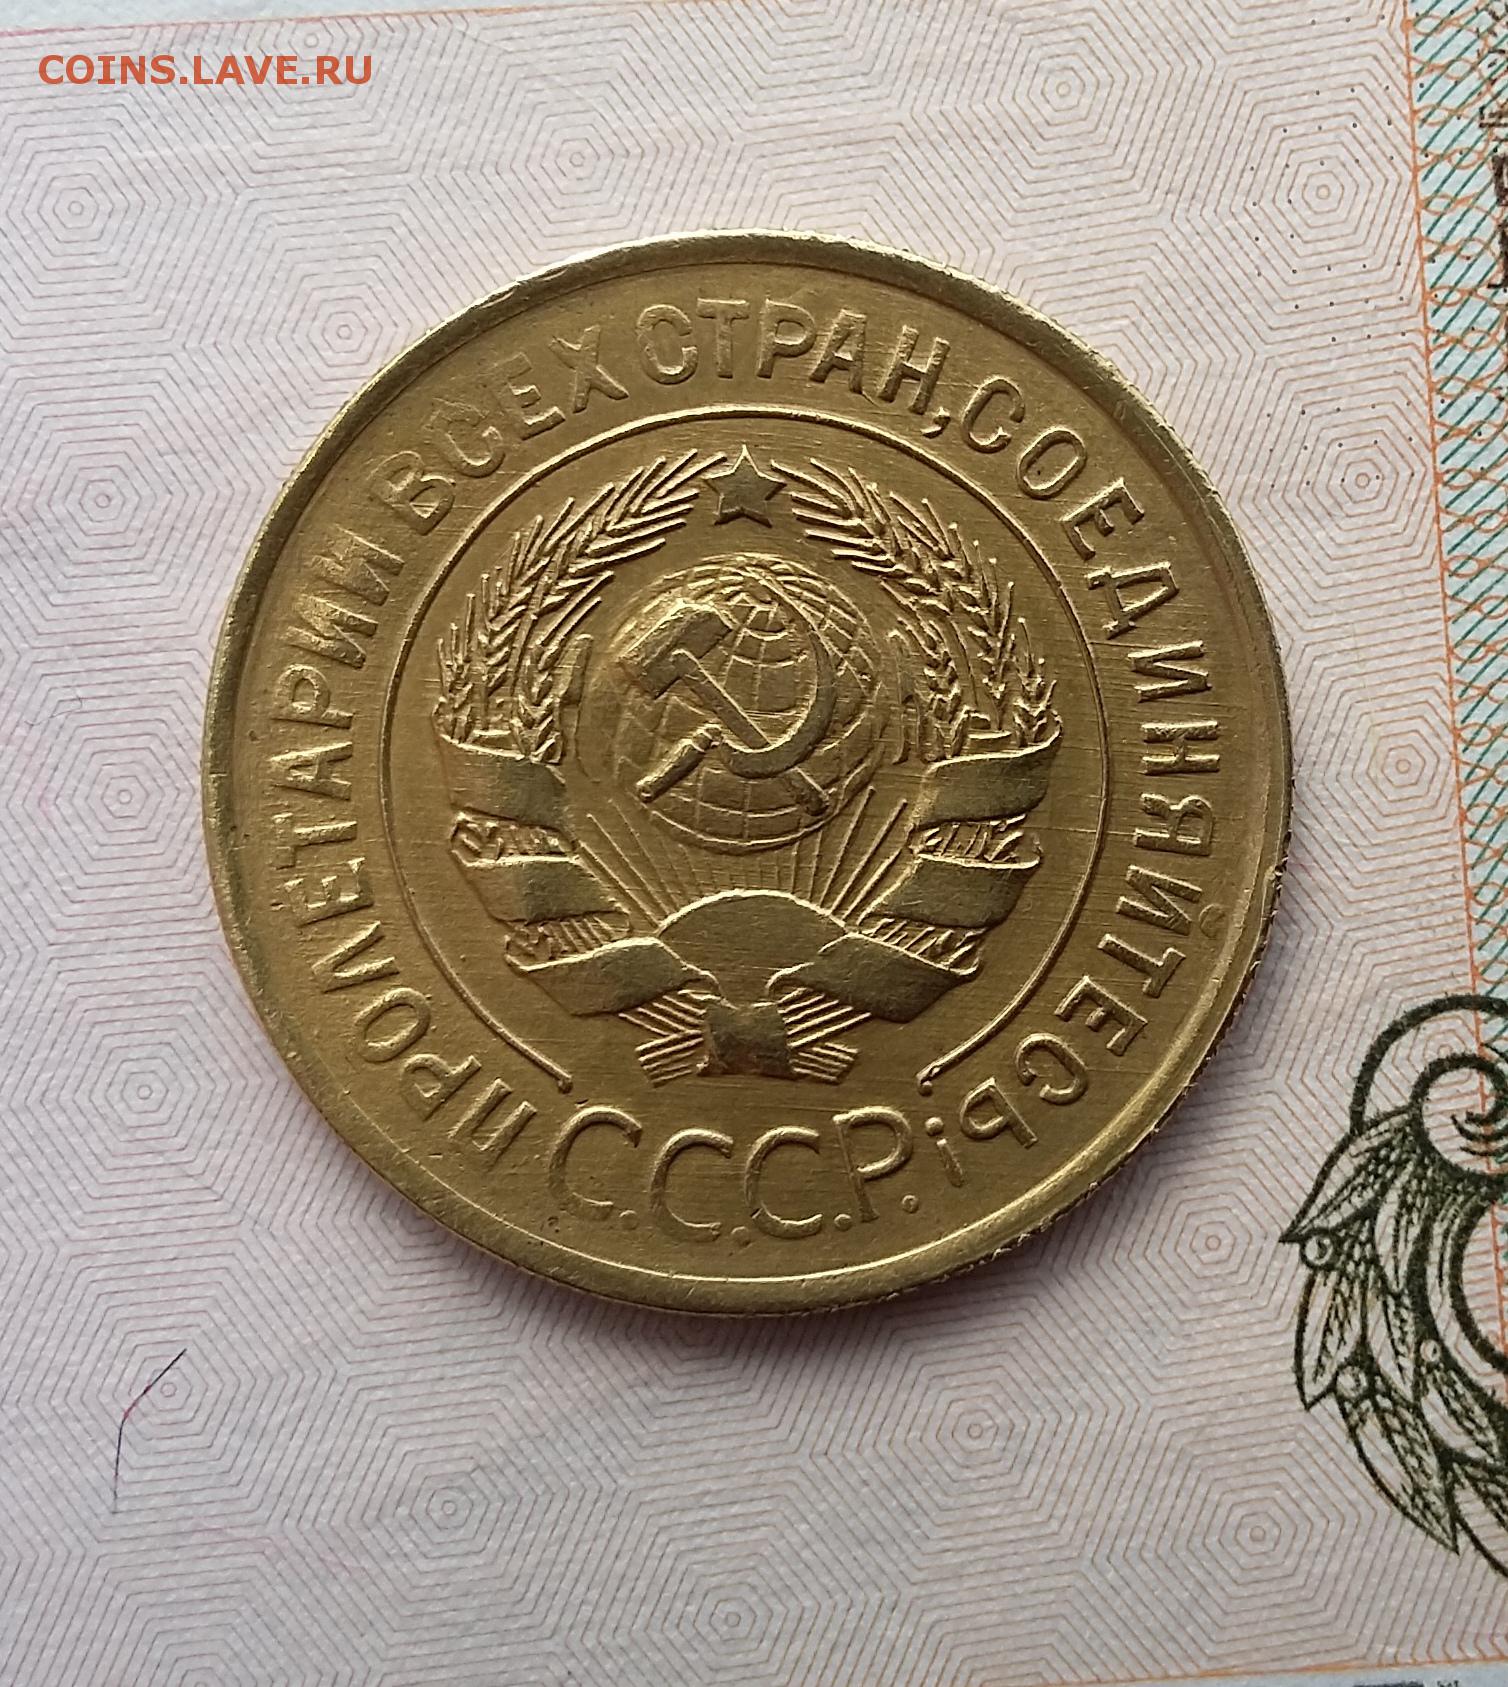 COINS.LAVE.RU
ПРОЛЕТАРИИ ВСЕХ СТРАН, СОЕДИНЯЙТЕСЬ!
С.С.С.Р.